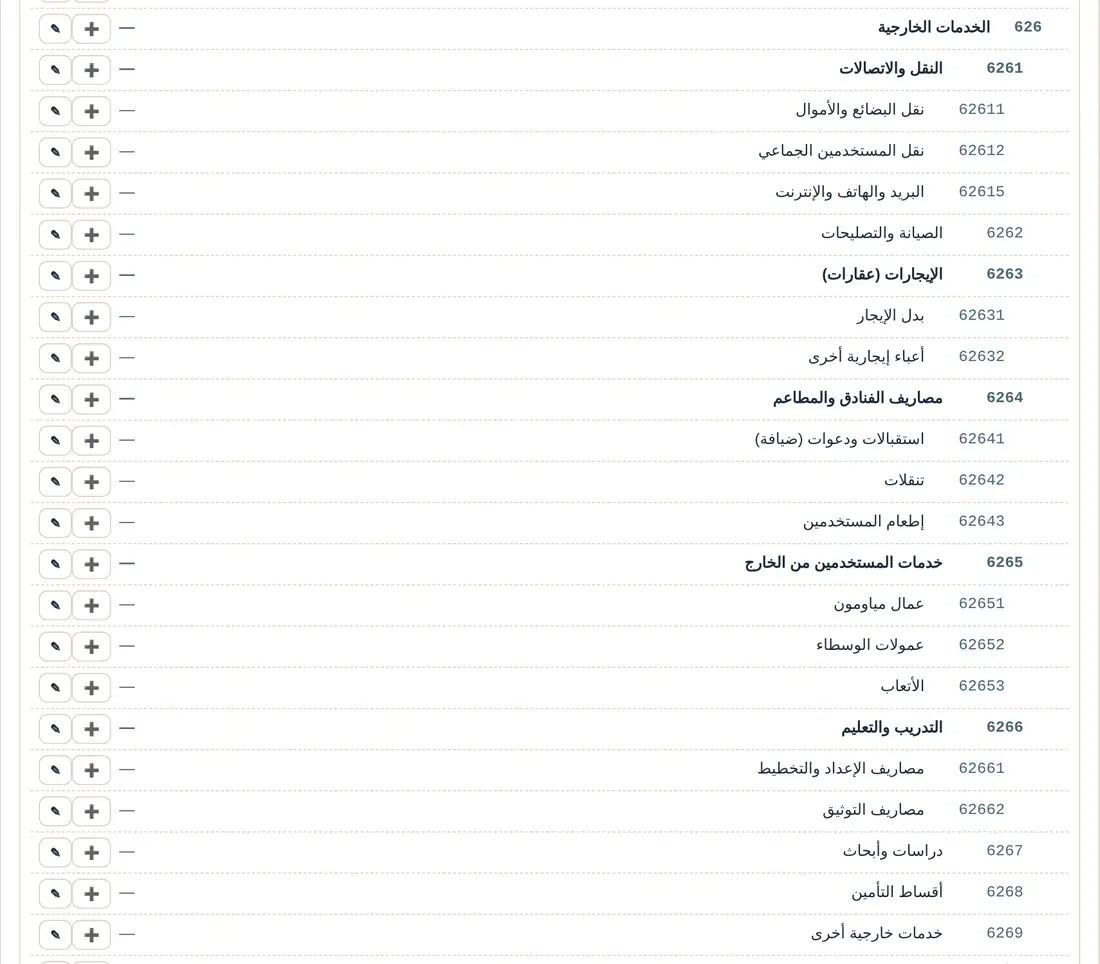 626 الخدمات الخارجية —
6261 النقل والاتصالات —
62611 نقل البضائع والأموال —
62612 نقل المستخدمين الجماعي —
62615 البريد والهاتف والإنترنت —
6262 الصيانة والتصليحات —
6263 الإيجارات (عقارات) —
62631 بدل الإيجار —
62632 أعباء إيجارية أخرى —
6264 مصاريف الفنادق والمطاعم —
62641 استقبالات ودعوات (ضيافة) —
62642 تنقلات —
62643 إطعام المستخدمين —
6265 خدمات المستخدمين من الخارج —
62651 عمال مياومون —
62652 عمولات الوسطاء —
62653 الأتعاب —
6266 التدريب والتعليم —
62661 مصاريف الإعداد والتخطيط —
62662 مصاريف التوثيق —
6267 دراسات وأبحاث —
6268 أقساط التأمين —
6269 خدمات خارجية أخرى —